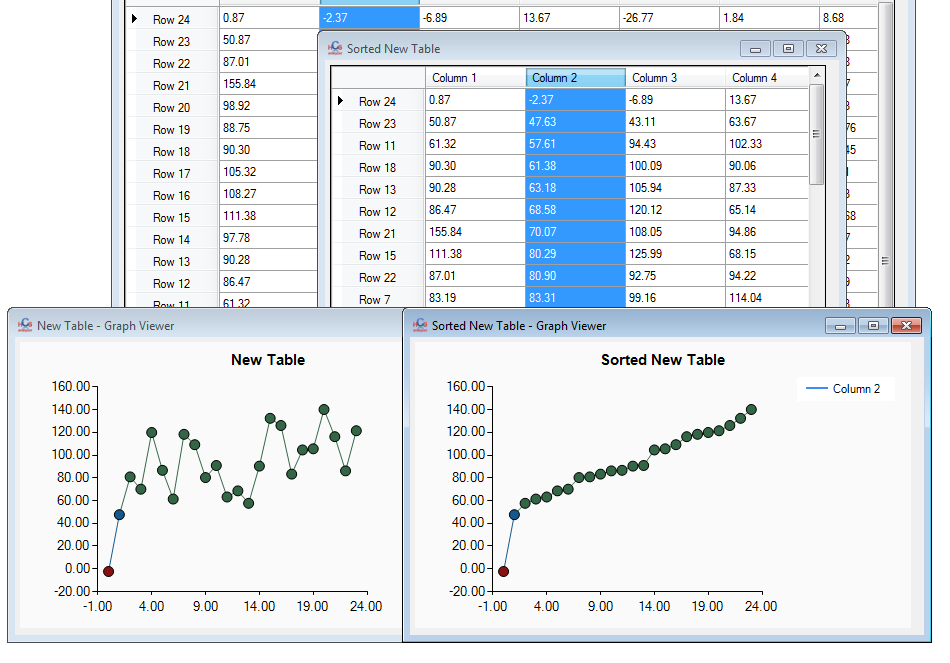 Row 24 0.87 -2.37 -6.89 13.67 -26.77 1.84 8.68
Row 23 50.87
Row 22 87.01
Row 21 155.84
Row 20 98.92
Row 19 88.75
Row 18 90.30
Row 17 105.32
Row 16 108.27
Row 15 111.38
Row 14 97.78
Row 13 90.28
Row 12 86.47
Row 11 61.32
Sorted New Table
Column 1 Column 2 Column 3 Column 4
Row 24 0.87 -2.37 -6.89 13.67
Row 23 50.87 47.63 43.11 63.67
Row 11 61.32 57.61 94.43 102.33
Row 18 90.30 61.38 100.09 90.06
Row 13 90.28 63.18 105.94 87.33
Row 12 86.47 68.58 120.12 65.14
Row 21 155.84 70.07 108.05 94.86
Row 15 111.38 80.29 125.99 68.15
Row 22 87.01 80.90 92.75 94.22
Row 7 83.19 83.31 99.16 114.04
New Table - Graph Viewer
New Table
160.00
140.00
120.00
100.00
80.00
60.00
40.00
20.00
0.00
-20.00
-1.00 4.00 9.00 14.00 19.00 24.00
Sorted New Table - Graph Viewer
Sorted New Table
Column 2
160.00
140.00
120.00
100.00
80.00
60.00
40.00
20.00
0.00
-20.00
-1.00 4.00 9.00 14.00 19.00 24.00